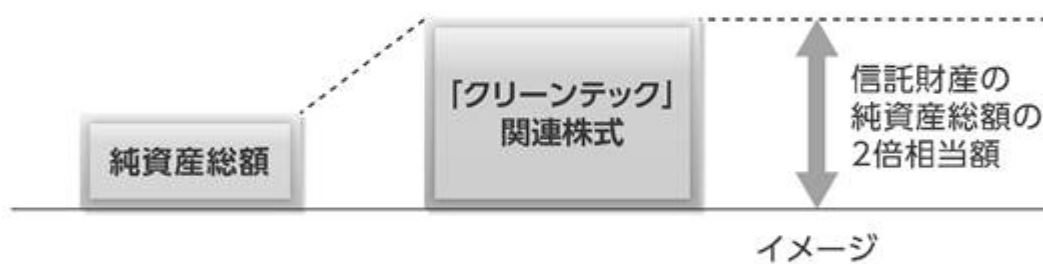 純資産総額
「クリーンテック」
関連株式
信託財産の
純資産総額の
2倍相当額
イメージ